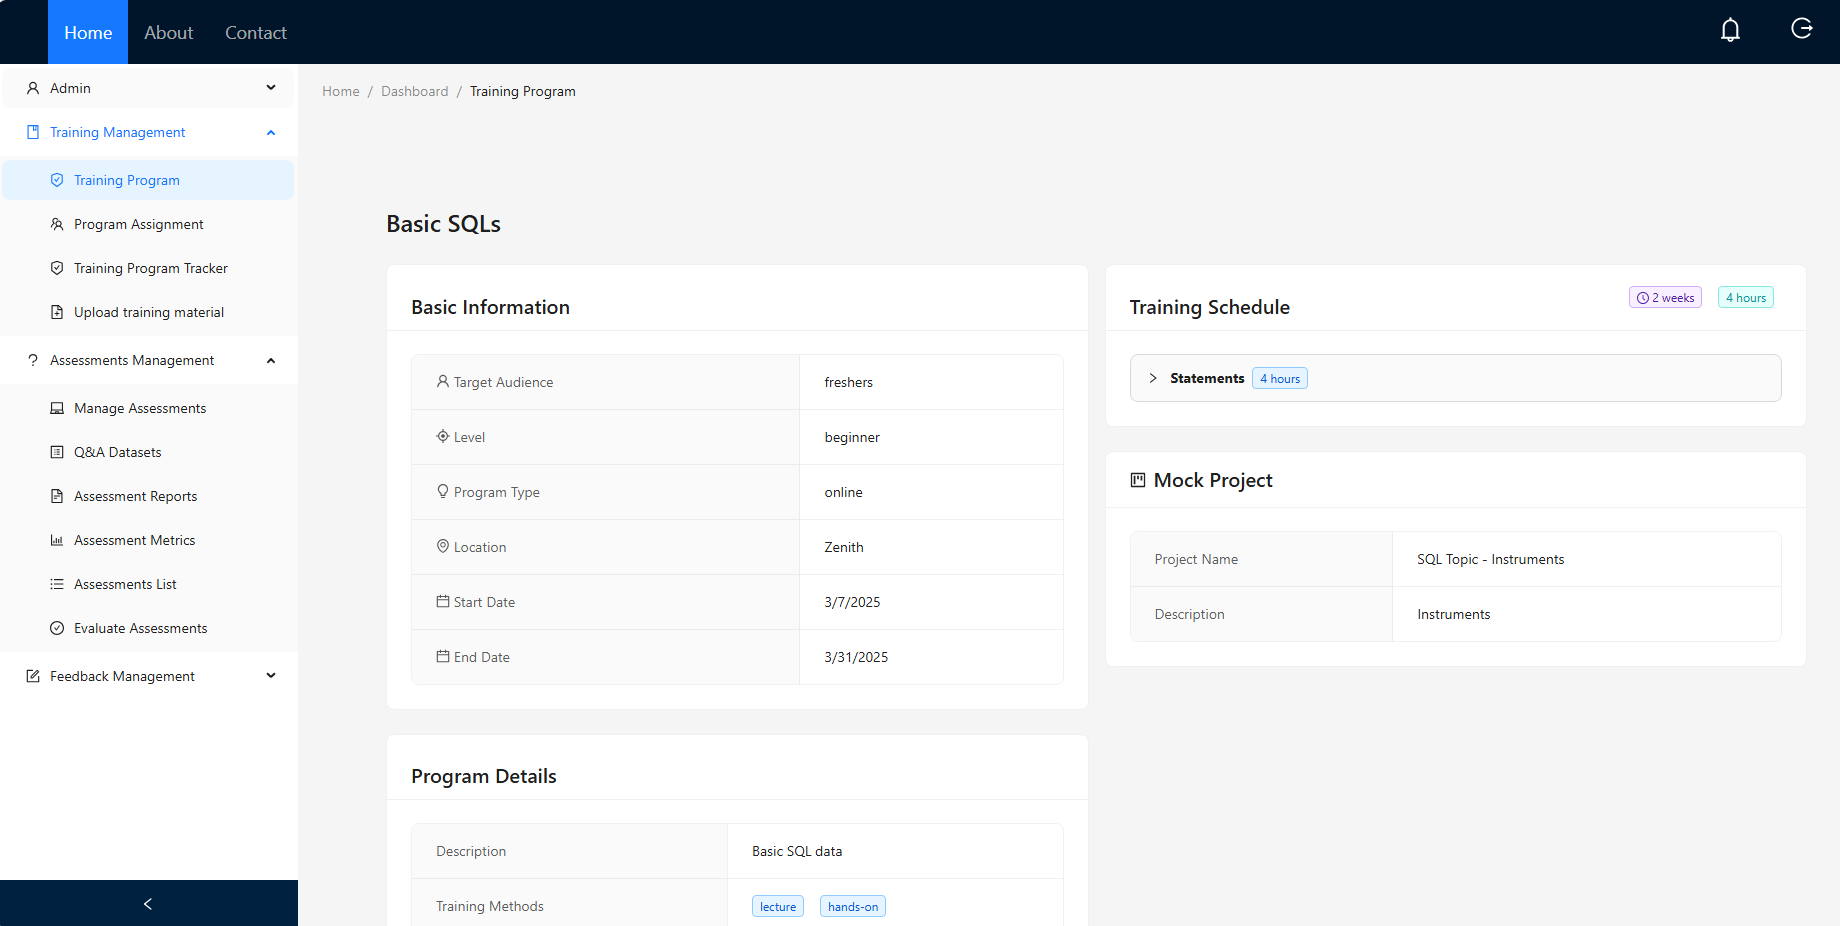 Home About Contact
Admin
Training Management
Training Program
Program Assignment
Training Program Tracker
Upload training material
Assessments Management
Manage Assessments
Q&A Datasets
Assessment Reports
Assessment Metrics
Assessments List
Evaluate Assessments
Feedback Management
Home / Dashboard / Training Program
Basic SQLs
Basic Information
Target Audience freshers
Level beginner
Program Type online
Location Zenith
Start Date 3/7/2025
End Date 3/31/2025
Program Details
Description Basic SQL data
Training Methods lecture hands-on
Training Schedule 2 weeks 4 hours
Statements 4 hours
Mock Project
Project Name SQL Topic - Instruments
Description Instruments